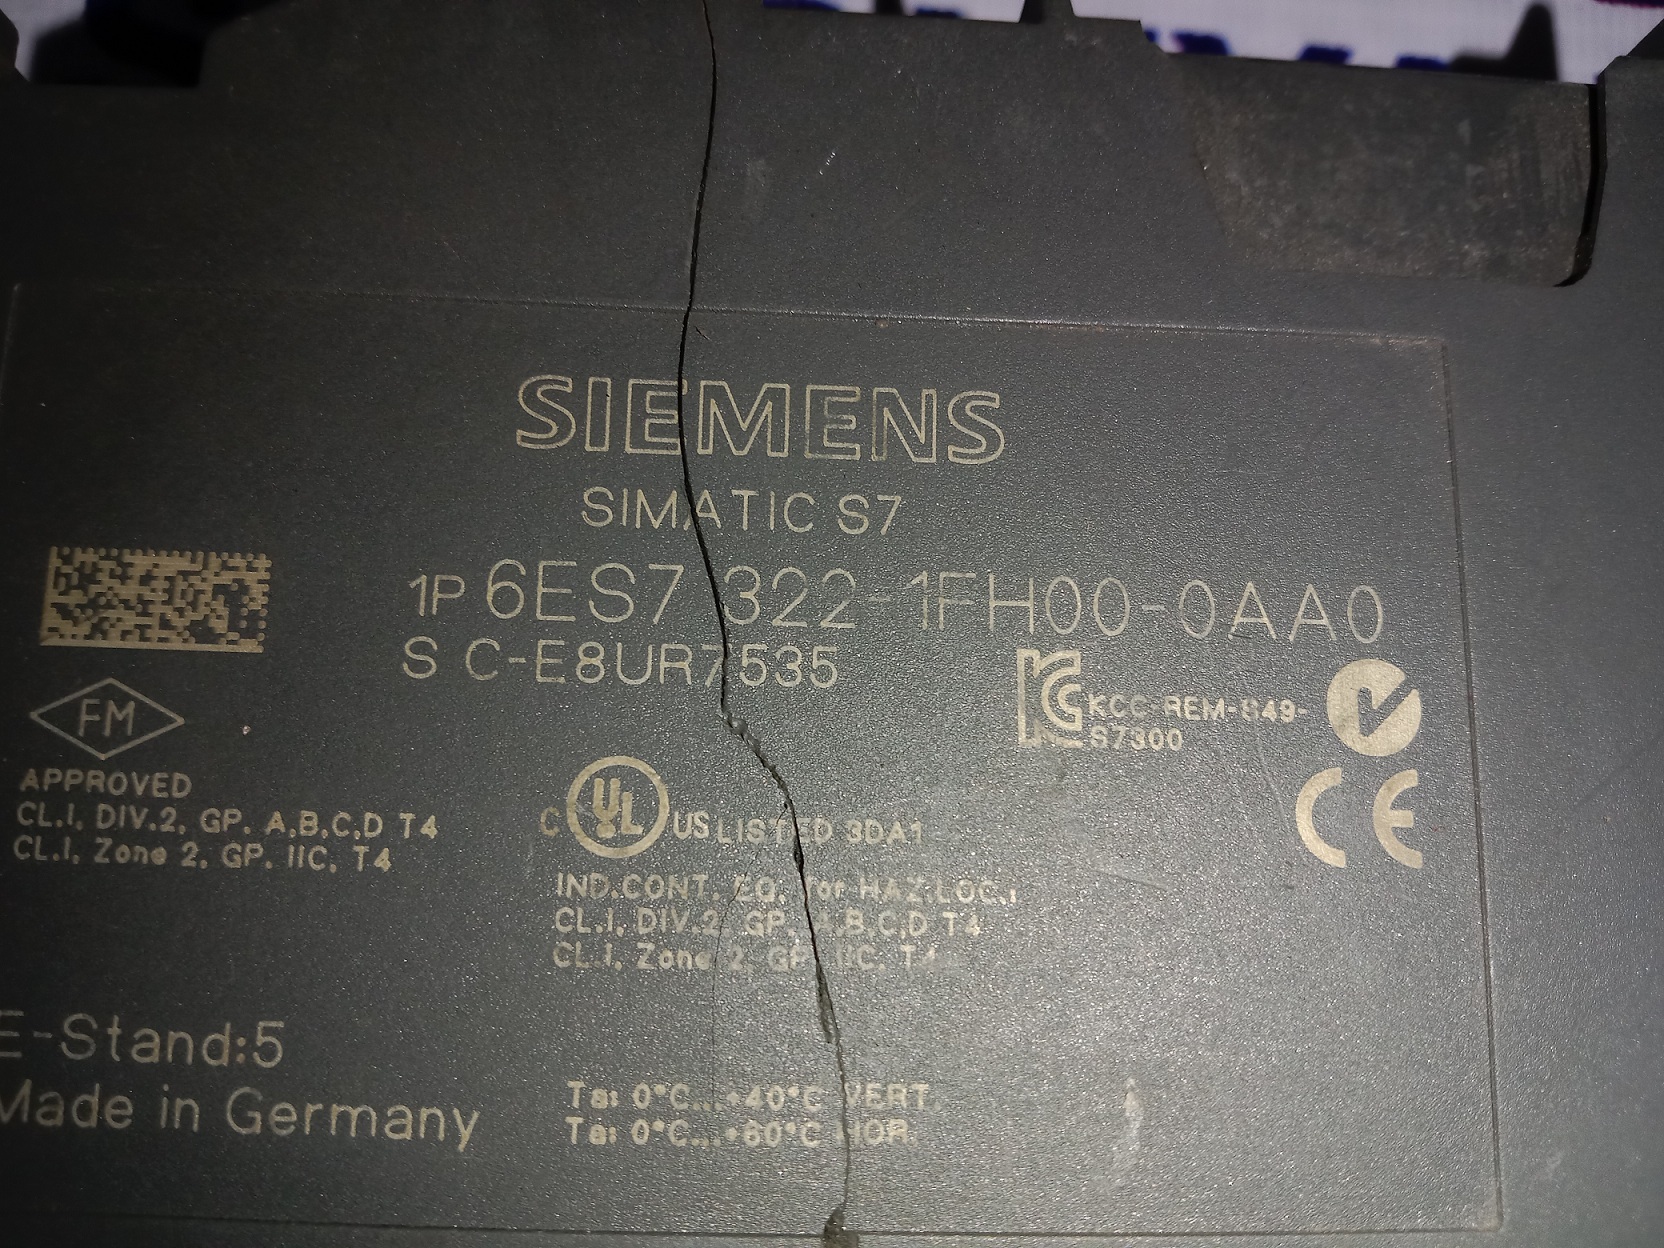 SIEMENS
SIMATIC S7
1P 6ES7 322-1FH00-0AA0
S C-E8UR7535
KCC-REM-S49-
S7300
FM
APPROVED
CL.I, DIV.2, GP. A,B,C,D T4
CL.I, Zone 2, GP. IIC, T4
C UL US LISTED 3DA1
IND.CONT. EQ. for HAZ.LOC.,
CL.I, DIV.2 GP. A,B,C,D T4
CL.I, Zone 2, GP. IIC, T4
CE
E-Stand:5
Made in Germany
Ta: 0°C...+40°C VERT.
Ta: 0°C...+60°C HOR.